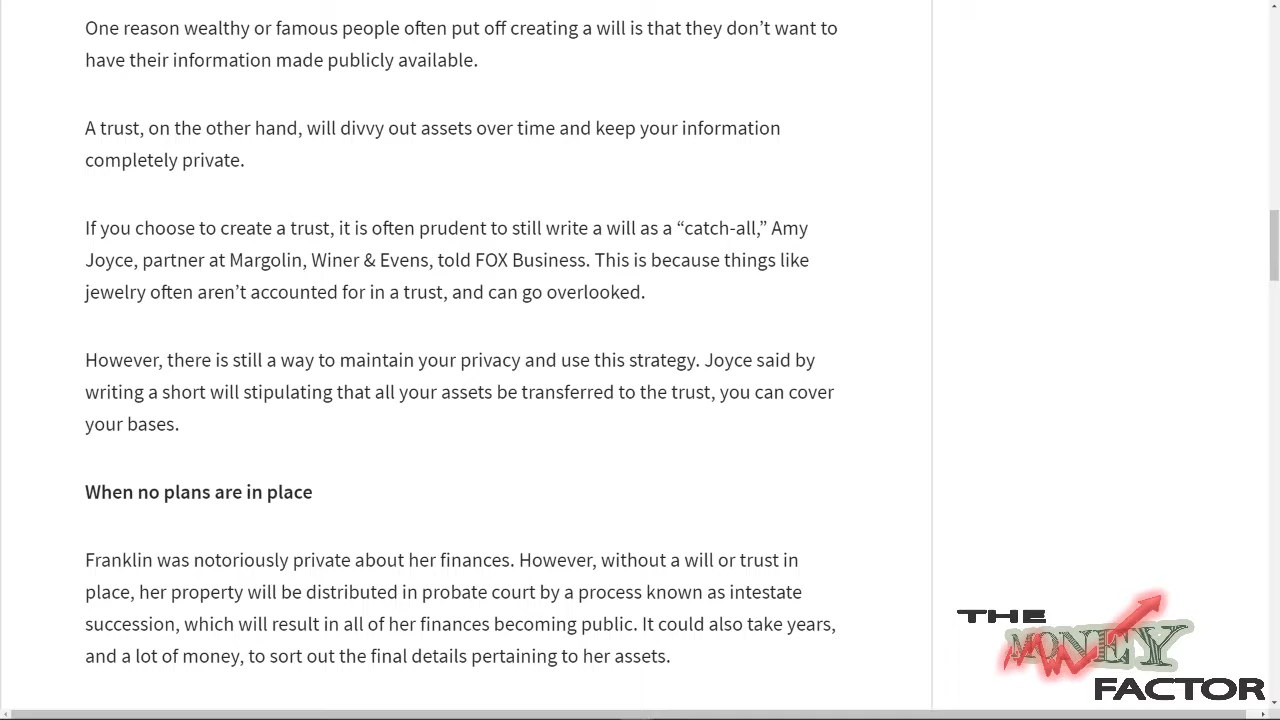 One reason wealthy or famous people often put off creating a will is that they don’t want to
have their information made publicly available.
A trust, on the other hand, will divvy out assets over time and keep your information
completely private.
If you choose to create a trust, it is often prudent to still write a will as a “catch-all,” Amy
Joyce, partner at Margolin, Winer & Evens, told FOX Business. This is because things like
jewelry often aren’t accounted for in a trust, and can go overlooked.
However, there is still a way to maintain your privacy and use this strategy. Joyce said by
writing a short will stipulating that all your assets be transferred to the trust, you can cover
your bases.
When no plans are in place
Franklin was notoriously private about her finances. However, without a will or trust in
place, her property will be distributed in probate court by a process known as intestate
succession, which will result in all of her finances becoming public. It could also take years,
and a lot of money, to sort out the final details pertaining to her assets.
THE
MONEY
FACTOR